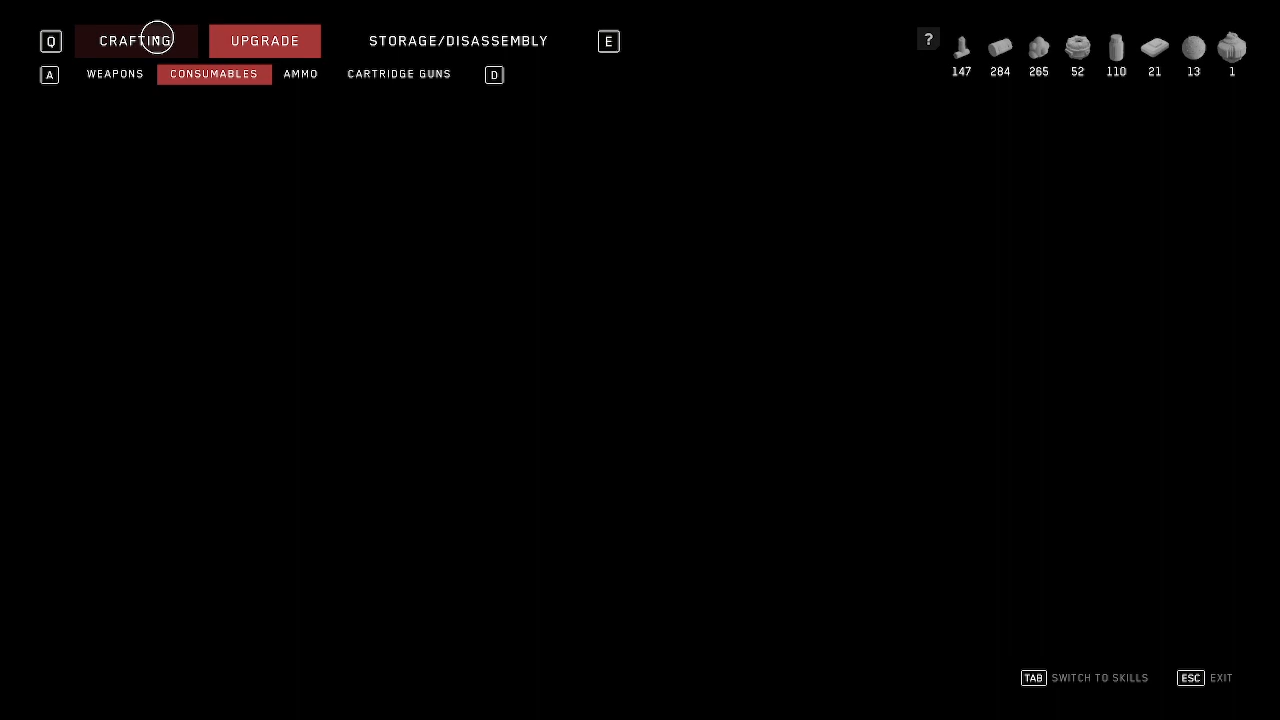 Q CRAFTING UPGRADE STORAGE/DISASSEMBLY E ?
A WEAPONS CONSUMABLES AMMO CARTRIDGE GUNS D
147 284 265 52 110 21 13 1
TAB SWITCH TO SKILLS ESC EXIT